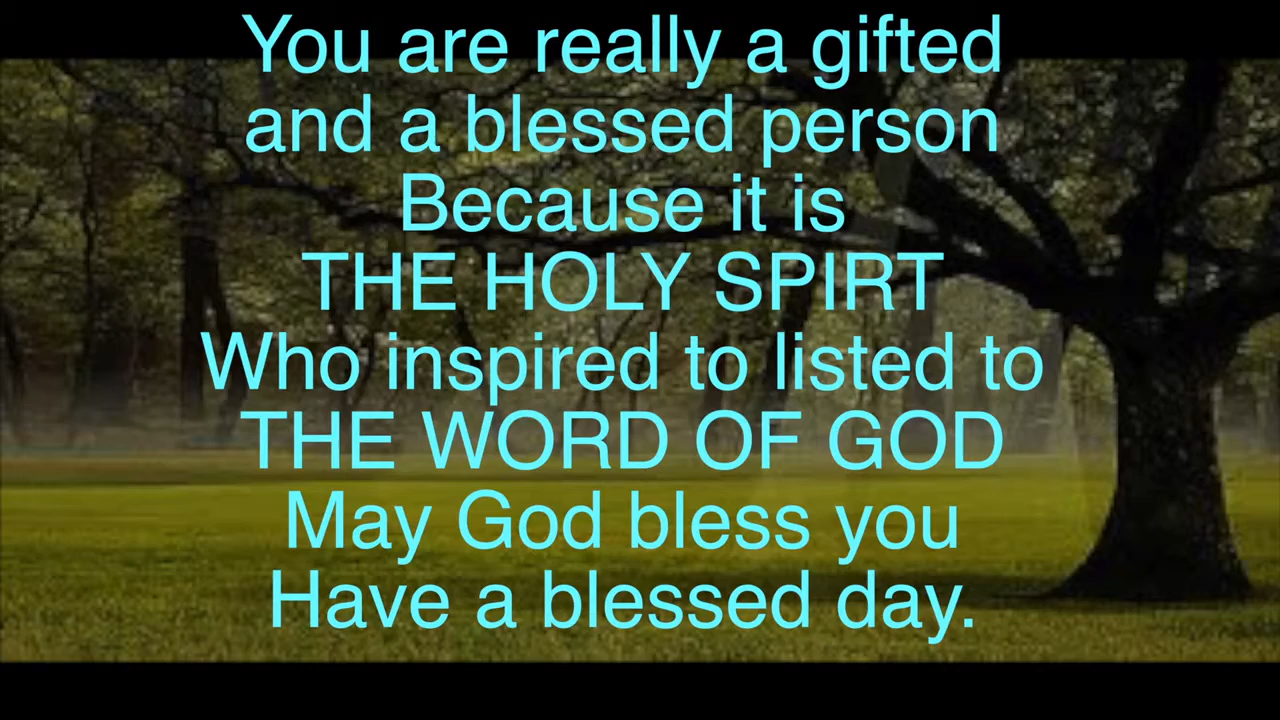 You are really a gifted
and a blessed person
Because it is
THE HOLY SPIRT
Who inspired to listed to
THE WORD OF GOD
May God bless you
Have a blessed day.